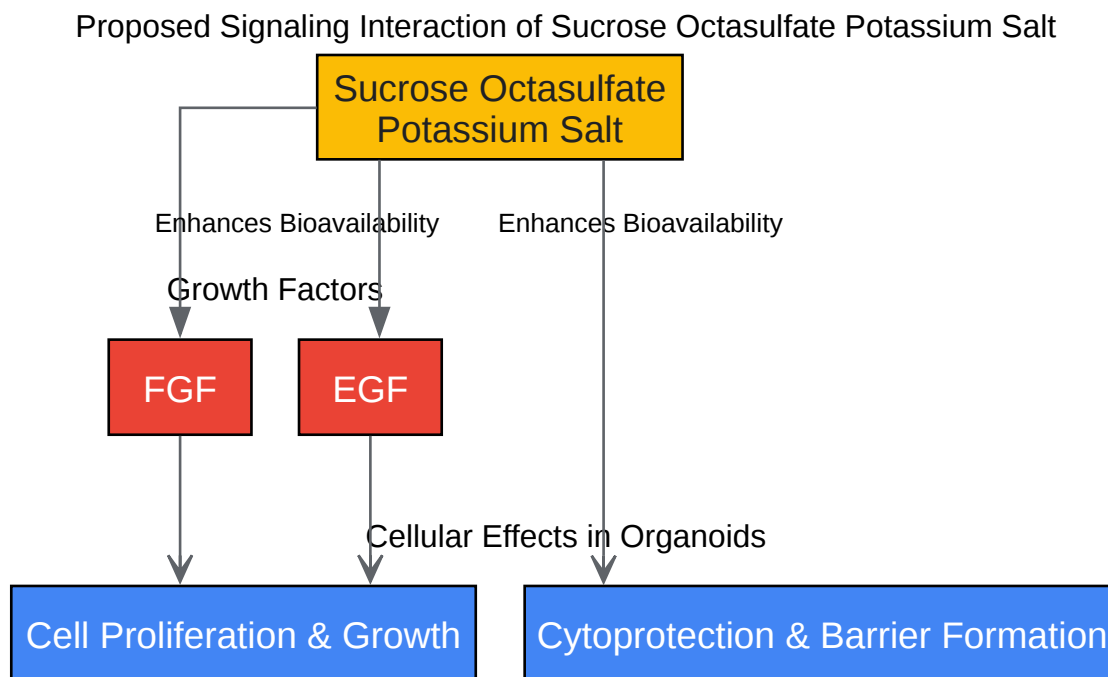 Proposed Signaling Interaction of Sucrose Octasulfate Potassium Salt
Sucrose Octasulfate
Potassium Salt
Enhances Bioavailability
Enhances Bioavailability
Growth Factors
FGF
EGF
Cellular Effects in Organoids
Cell Proliferation & Growth
Cytoprotection & Barrier Formation